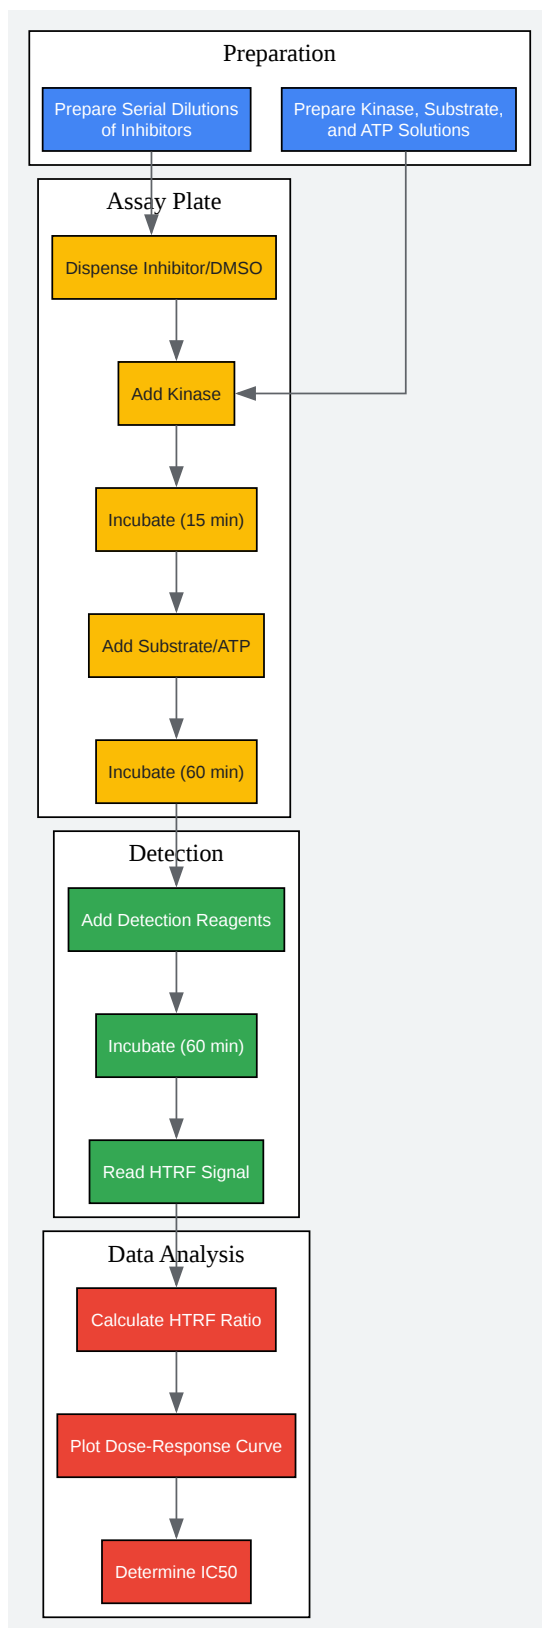 Preparation
Prepare Serial Dilutions
of Inhibitors
Prepare Kinase, Substrate,
and ATP Solutions
Assay Plate
Dispense Inhibitor/DMSO
Add Kinase
Incubate (15 min)
Add Substrate/ATP
Incubate (60 min)
Detection
Add Detection Reagents
Incubate (60 min)
Read HTRF Signal
Data Analysis
Calculate HTRF Ratio
Plot Dose-Response Curve
Determine IC50